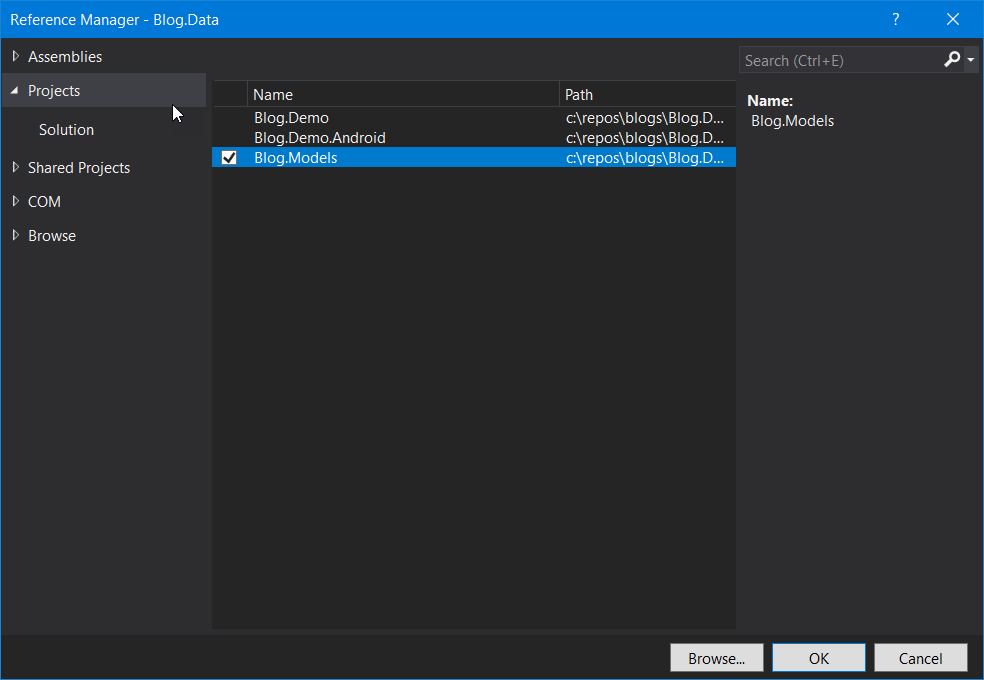 Reference Manager - Blog.Data ?
Assemblies
Projects
Solution
Shared Projects
COM
Browse
Name Path
Blog.Demo c:\repos\blogs\Blog.D...
Blog.Demo.Android c:\repos\blogs\Blog.D...
Blog.Models c:\repos\blogs\Blog.D...
Search (Ctrl+E)
Name:
Blog.Models
Browse... OK Cancel